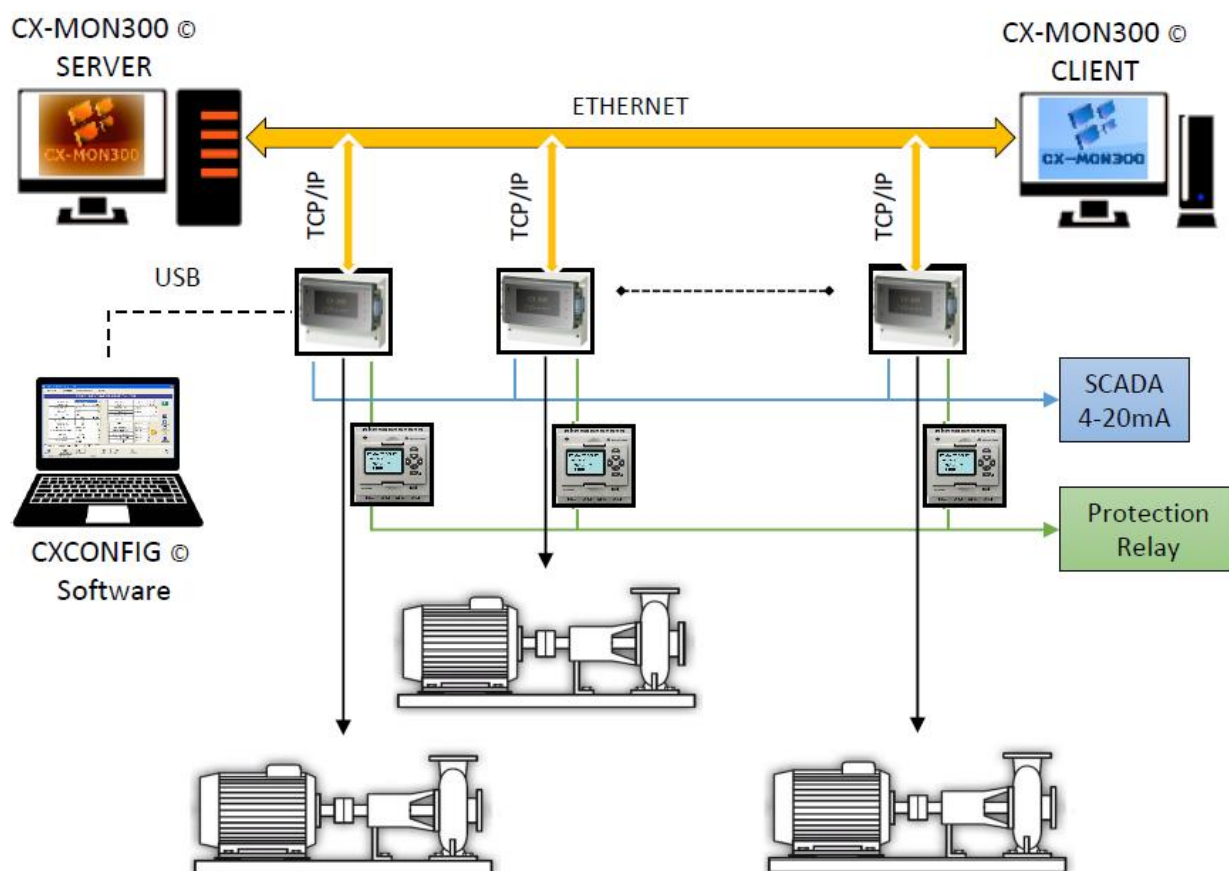 CX-MON300 ©
SERVER
CX-MON300 ©
CLIENT
ETHERNET
CX-MON300
CX-MON300
TCP/IP
TCP/IP
TCP/IP
USB
SCADA
4-20mA
Protection
Relay
CXCONFIG ©
Software